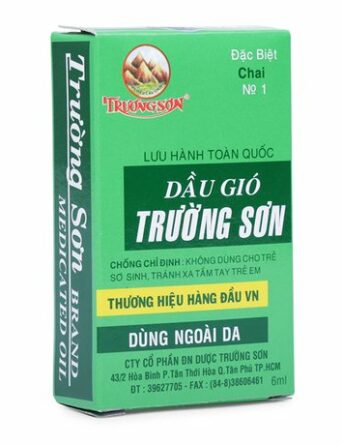 Trường Sơn BRAND
MEDICATED OIL
TRUONGSON
Đặc Biệt
Chai
№ 1
LƯU HÀNH TOÀN QUỐC
DẦU GIÓ
TRƯỜNG SƠN
CHỐNG CHỈ ĐỊNH : KHÔNG DÙNG CHO TRẺ
SƠ SINH, TRÁNH XA TẦM TAY TRẺ EM
THƯƠNG HIỆU HÀNG ĐẦU VN
DÙNG NGOÀI DA
CTY CỔ PHẦN ĐN DƯỢC TRƯỜNG SƠN
43/2 Hòa Bình P.Tân Thới Hòa Q.Tân Phú TP.HCM
ĐT : 39627705 - FAX : (84-8)38606461
6ml